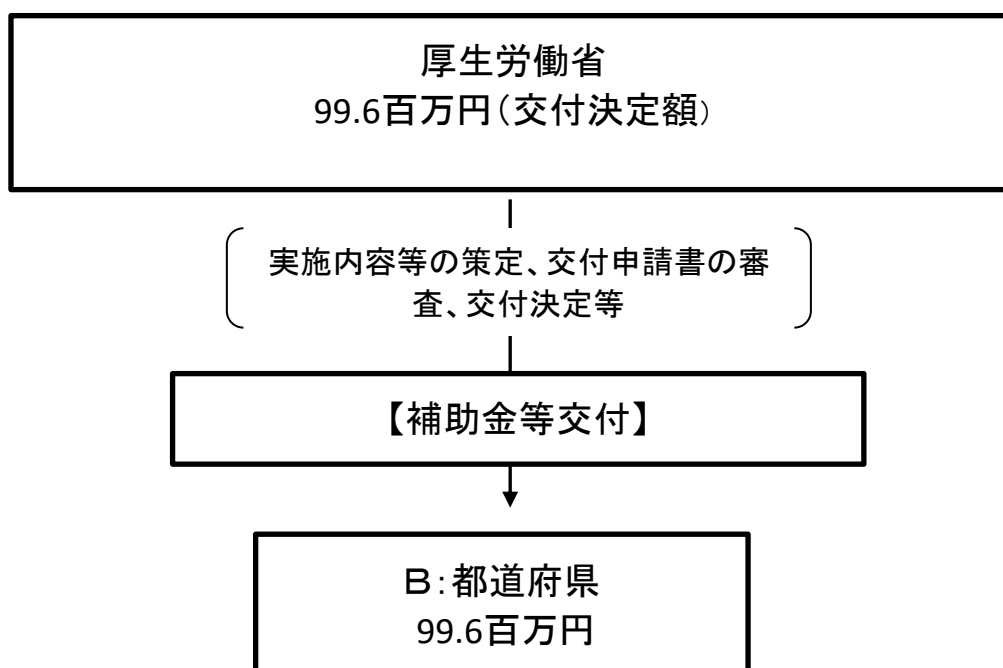 厚生労働省
99.6百万円（交付決定額）
実施内容等の策定、交付申請書の審
査、交付決定等
【補助金等交付】
Ｂ：都道府県
99.6百万円